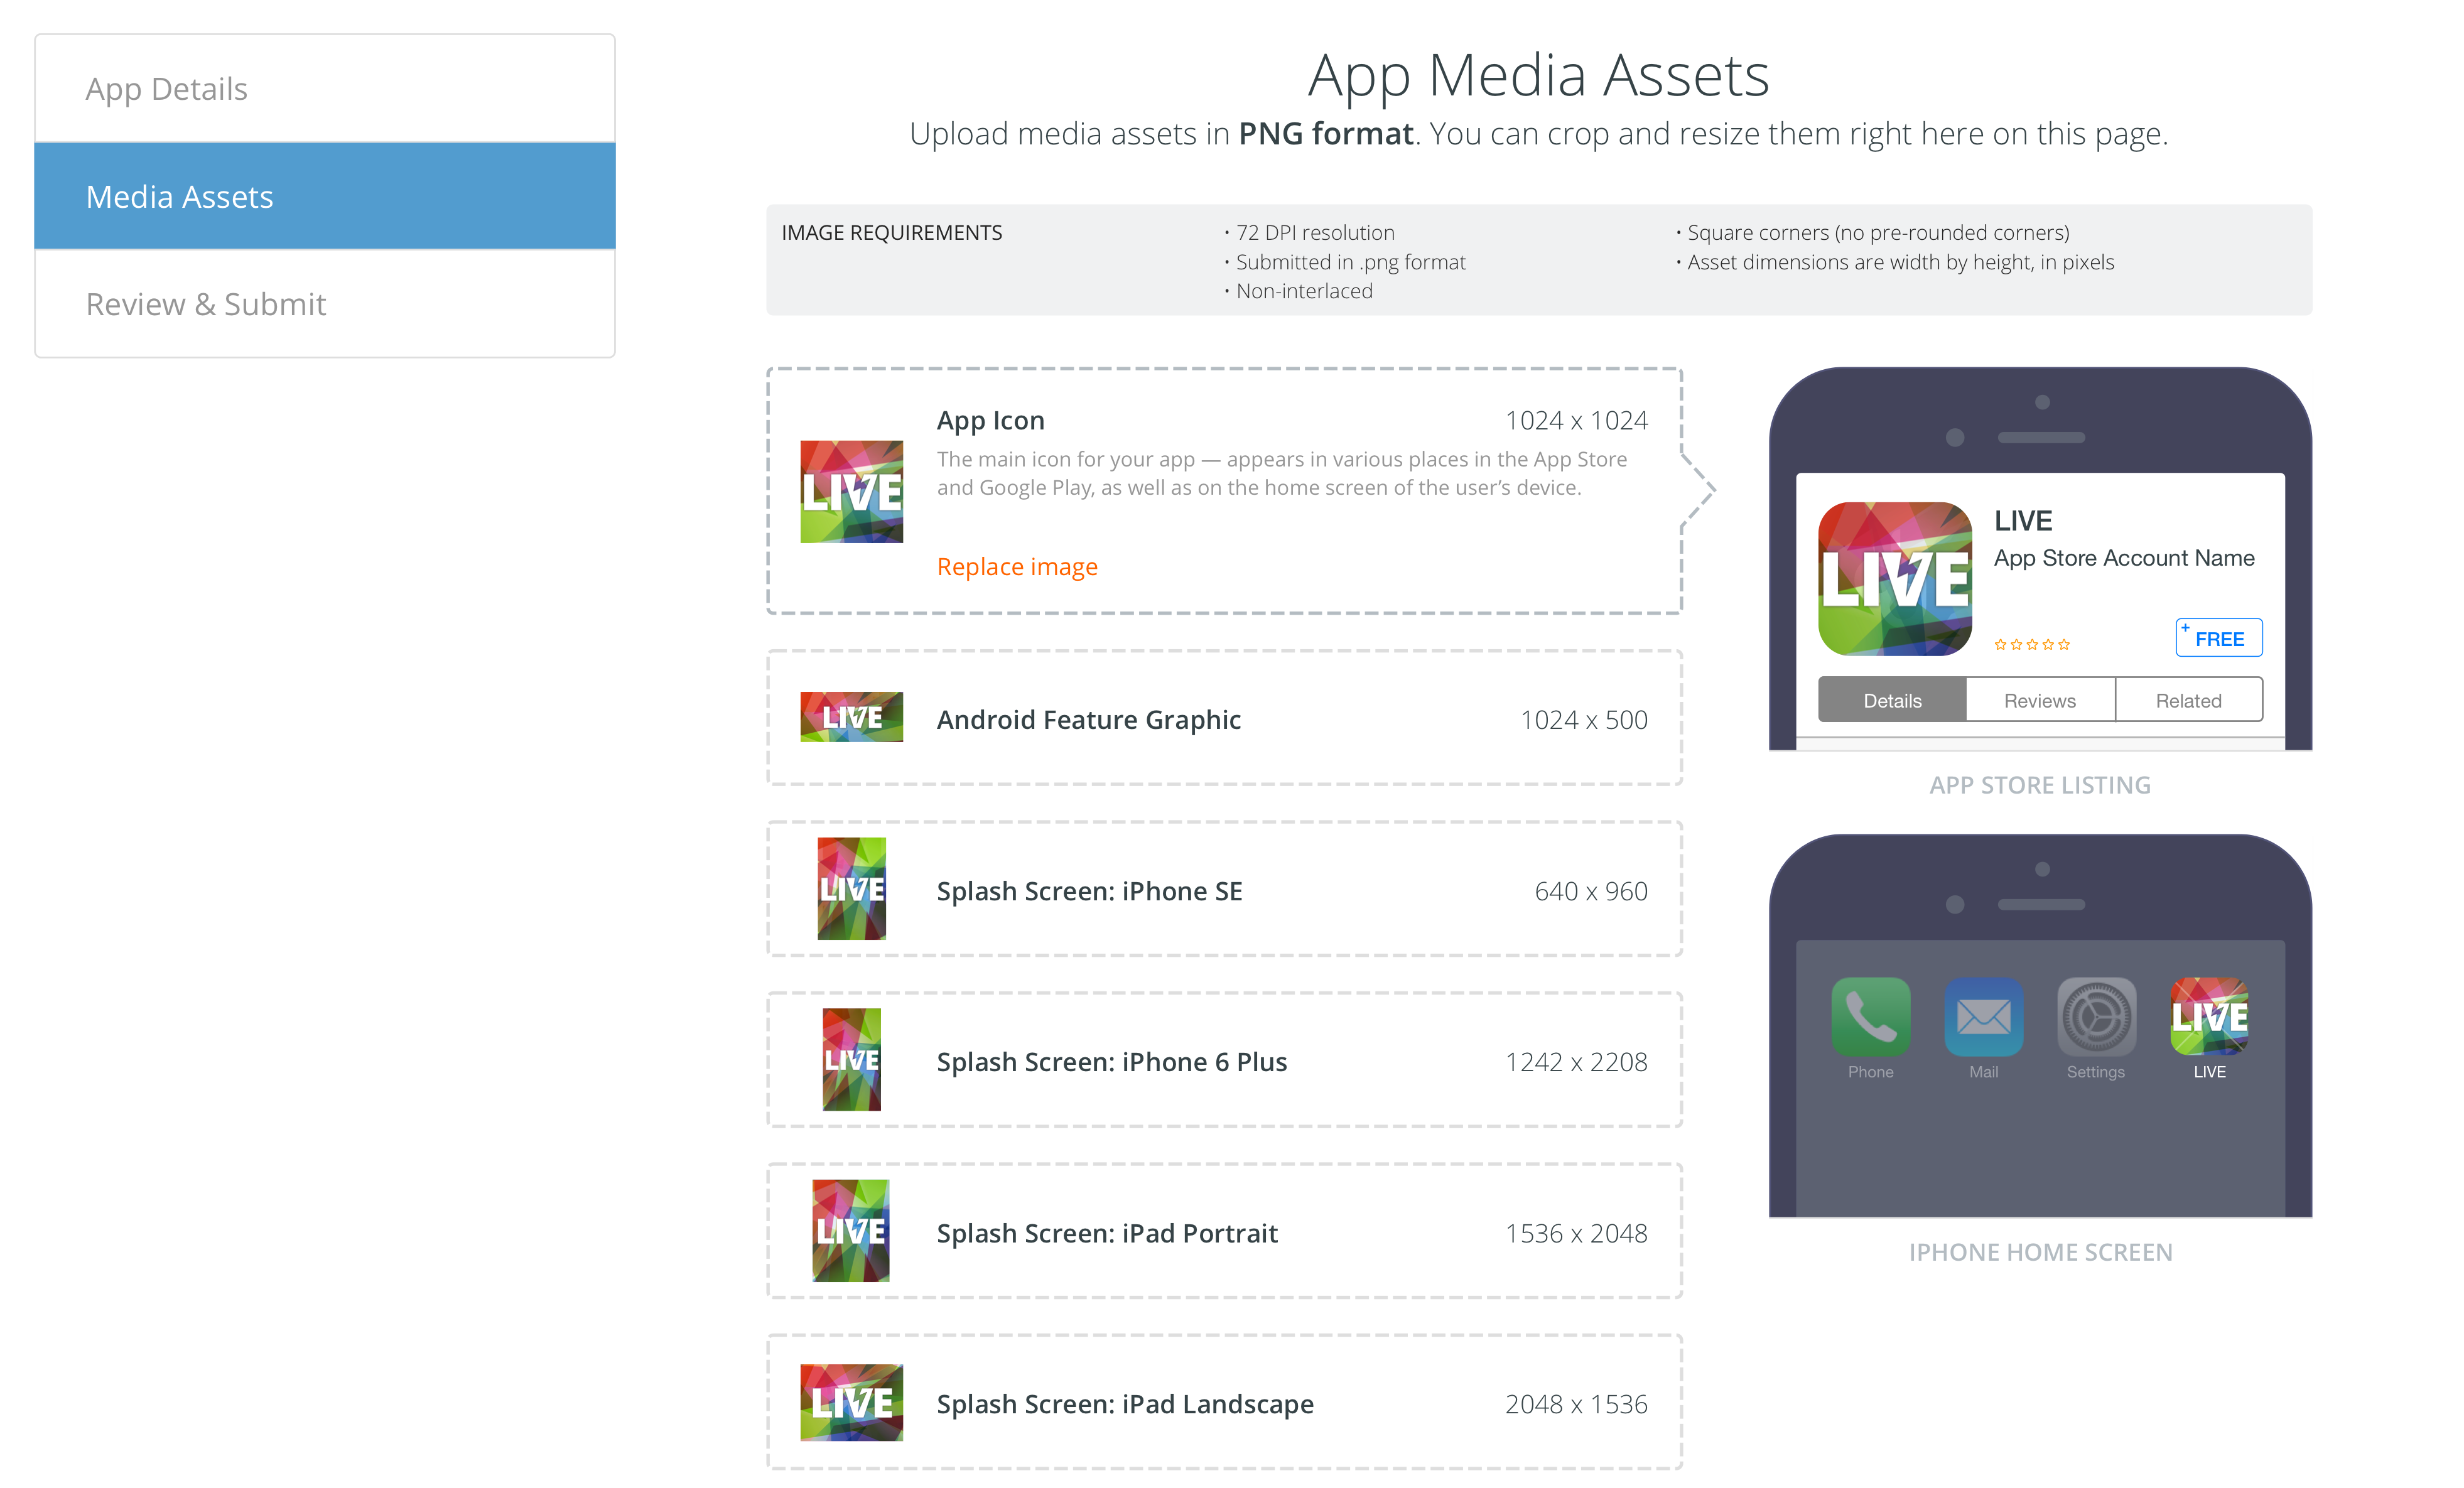 App Details
Media Assets
Review & Submit
App Media Assets
Upload media assets in PNG format. You can crop and resize them right here on this page.
IMAGE REQUIREMENTS
• 72 DPI resolution
• Submitted in .png format
• Non-interlaced
• Square corners (no pre-rounded corners)
• Asset dimensions are width by height, in pixels
LIVE
App Icon 1024 x 1024
The main icon for your app — appears in various places in the App Store
and Google Play, as well as on the home screen of the user’s device.
Replace image
LIVE
Android Feature Graphic 1024 x 500
LIVE
Splash Screen: iPhone SE 640 x 960
LIVE
Splash Screen: iPhone 6 Plus 1242 x 2208
LIVE
Splash Screen: iPad Portrait 1536 x 2048
LIVE
Splash Screen: iPad Landscape 2048 x 1536
LIVE
LIVE
App Store Account Name
+ FREE
Details Reviews Related
APP STORE LISTING
LIVE
Phone Mail Settings LIVE
IPHONE HOME SCREEN